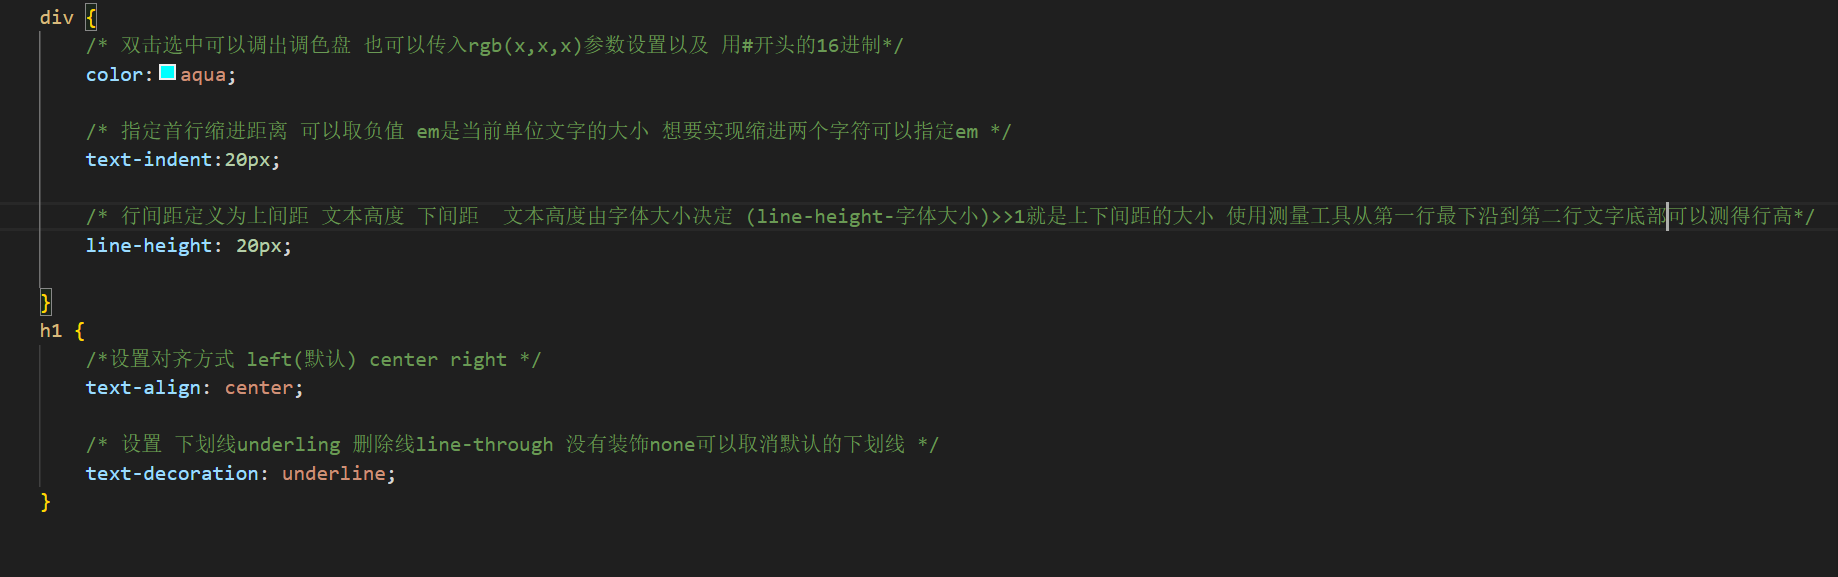 div {
/* 双击选中可以调出调色盘 也可以传入rgb(x,x,x)参数设置以及 用#开头的16进制*/
color:aqua;
/* 指定首行缩进距离 可以取负值 em是当前单位文字的大小 想要实现缩进两个字符可以指定em */
text-indent:20px;
/* 行间距定义为上间距 文本高度 下间距  文本高度由字体大小决定 (line-height-字体大小)>>1就是上下间距的大小 使用测量工具从第一行最下沿到第二行文字底部可以测得行高*/
line-height: 20px;
}
h1 {
/*设置对齐方式 left(默认) center right */
text-align: center;
/* 设置 下划线underling 删除线line-through 没有装饰none可以取消默认的下划线 */
text-decoration: underline;
}